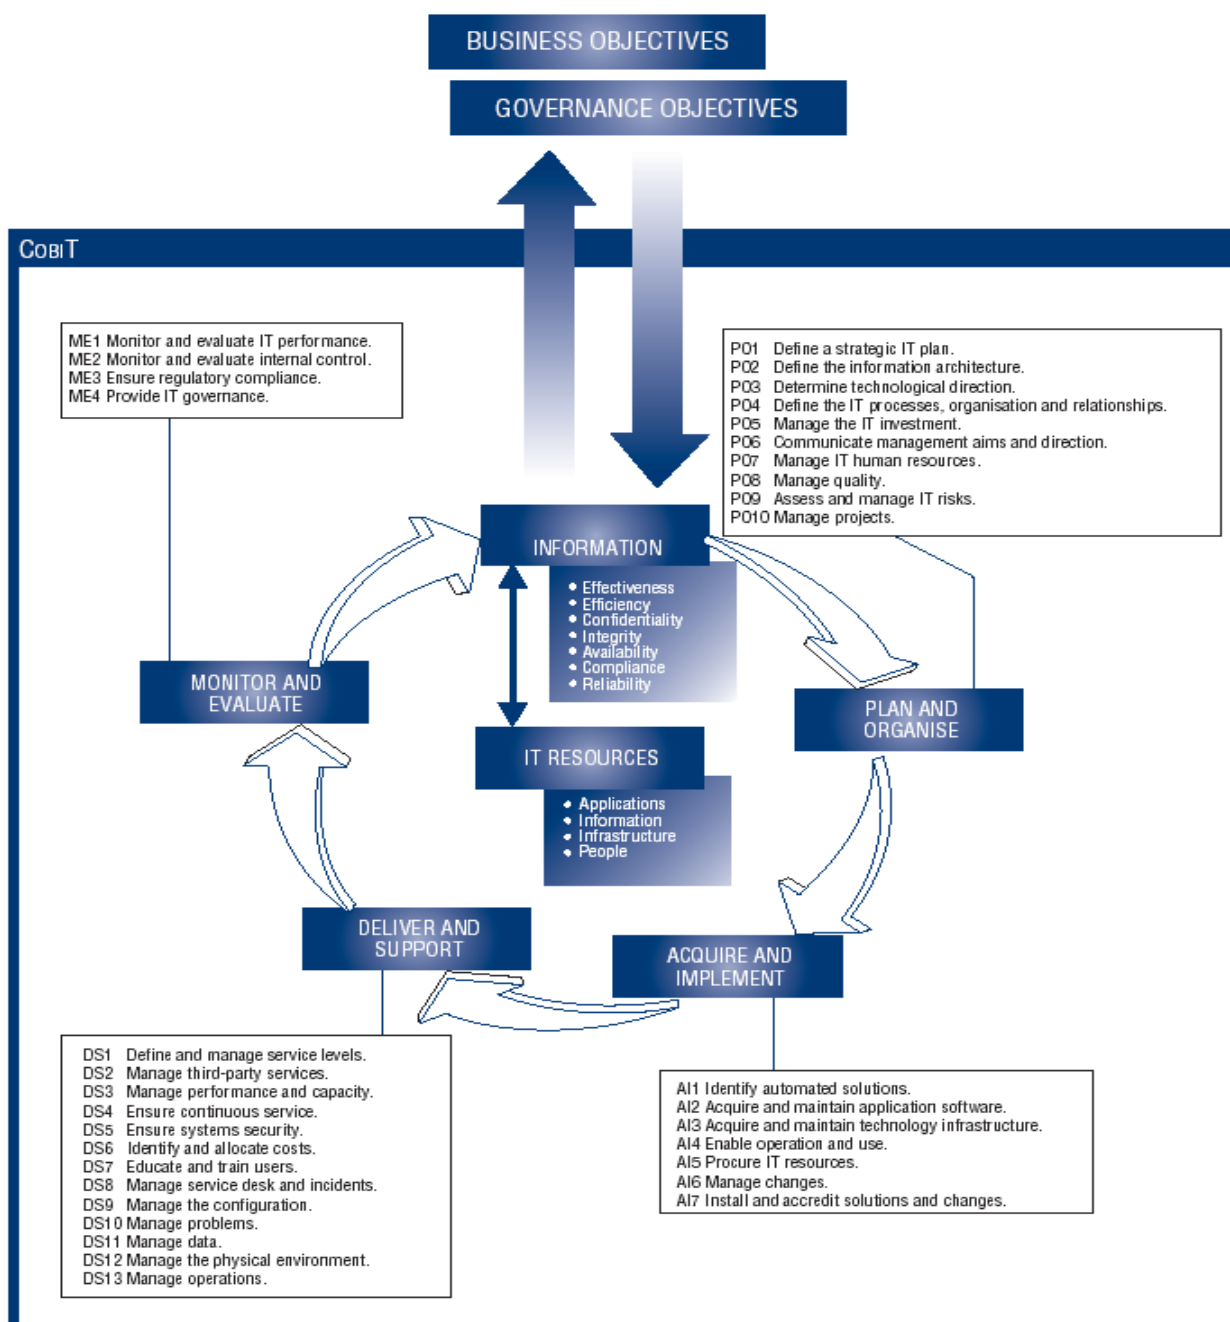 BUSINESS OBJECTIVES
GOVERNANCE OBJECTIVES
COBIT
ME1 Monitor and evaluate IT performance.
ME2 Monitor and evaluate internal control.
ME3 Ensure regulatory compliance.
ME4 Provide IT governance.
PO1 Define a strategic IT plan.
PO2 Define the information architecture.
PO3 Determine technological direction.
PO4 Define the IT processes, organisation and relationships.
PO5 Manage the IT investment.
PO6 Communicate management aims and direction.
PO7 Manage IT human resources.
PO8 Manage quality.
PO9 Assess and manage IT risks.
PO10 Manage projects.
INFORMATION
• Effectiveness
• Efficiency
• Confidentiality
• Integrity
• Availability
• Compliance
• Reliability
MONITOR AND
EVALUATE
PLAN AND
ORGANISE
IT RESOURCES
• Applications
• Information
• Infrastructure
• People
DELIVER AND
SUPPORT
ACQUIRE AND
IMPLEMENT
DS1 Define and manage service levels.
DS2 Manage third-party services.
DS3 Manage performance and capacity.
DS4 Ensure continuous service.
DS5 Ensure systems security.
DS6 Identify and allocate costs.
DS7 Educate and train users.
DS8 Manage service desk and incidents.
DS9 Manage the configuration.
DS10 Manage problems.
DS11 Manage data.
DS12 Manage the physical environment.
DS13 Manage operations.
AI1 Identify automated solutions.
AI2 Acquire and maintain application software.
AI3 Acquire and maintain technology infrastructure.
AI4 Enable operation and use.
AI5 Procure IT resources.
AI6 Manage changes.
AI7 Install and accredit solutions and changes.